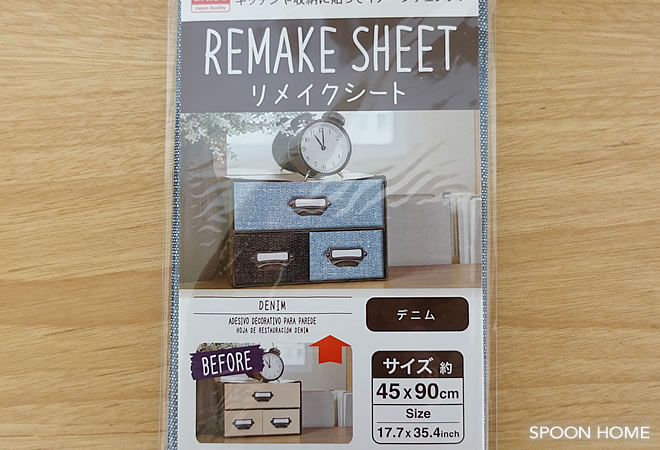 Japan Quality
REMAKE SHEET
リメイクシート
DENIM
ADESIVO DECORATIVO PARA PAREDE
HOJA DE RESTAURACIÓN DENIM
デニム
BEFORE
サイズ 約
45x90cm
Size
17.7x35.4inch
SPOON HOME